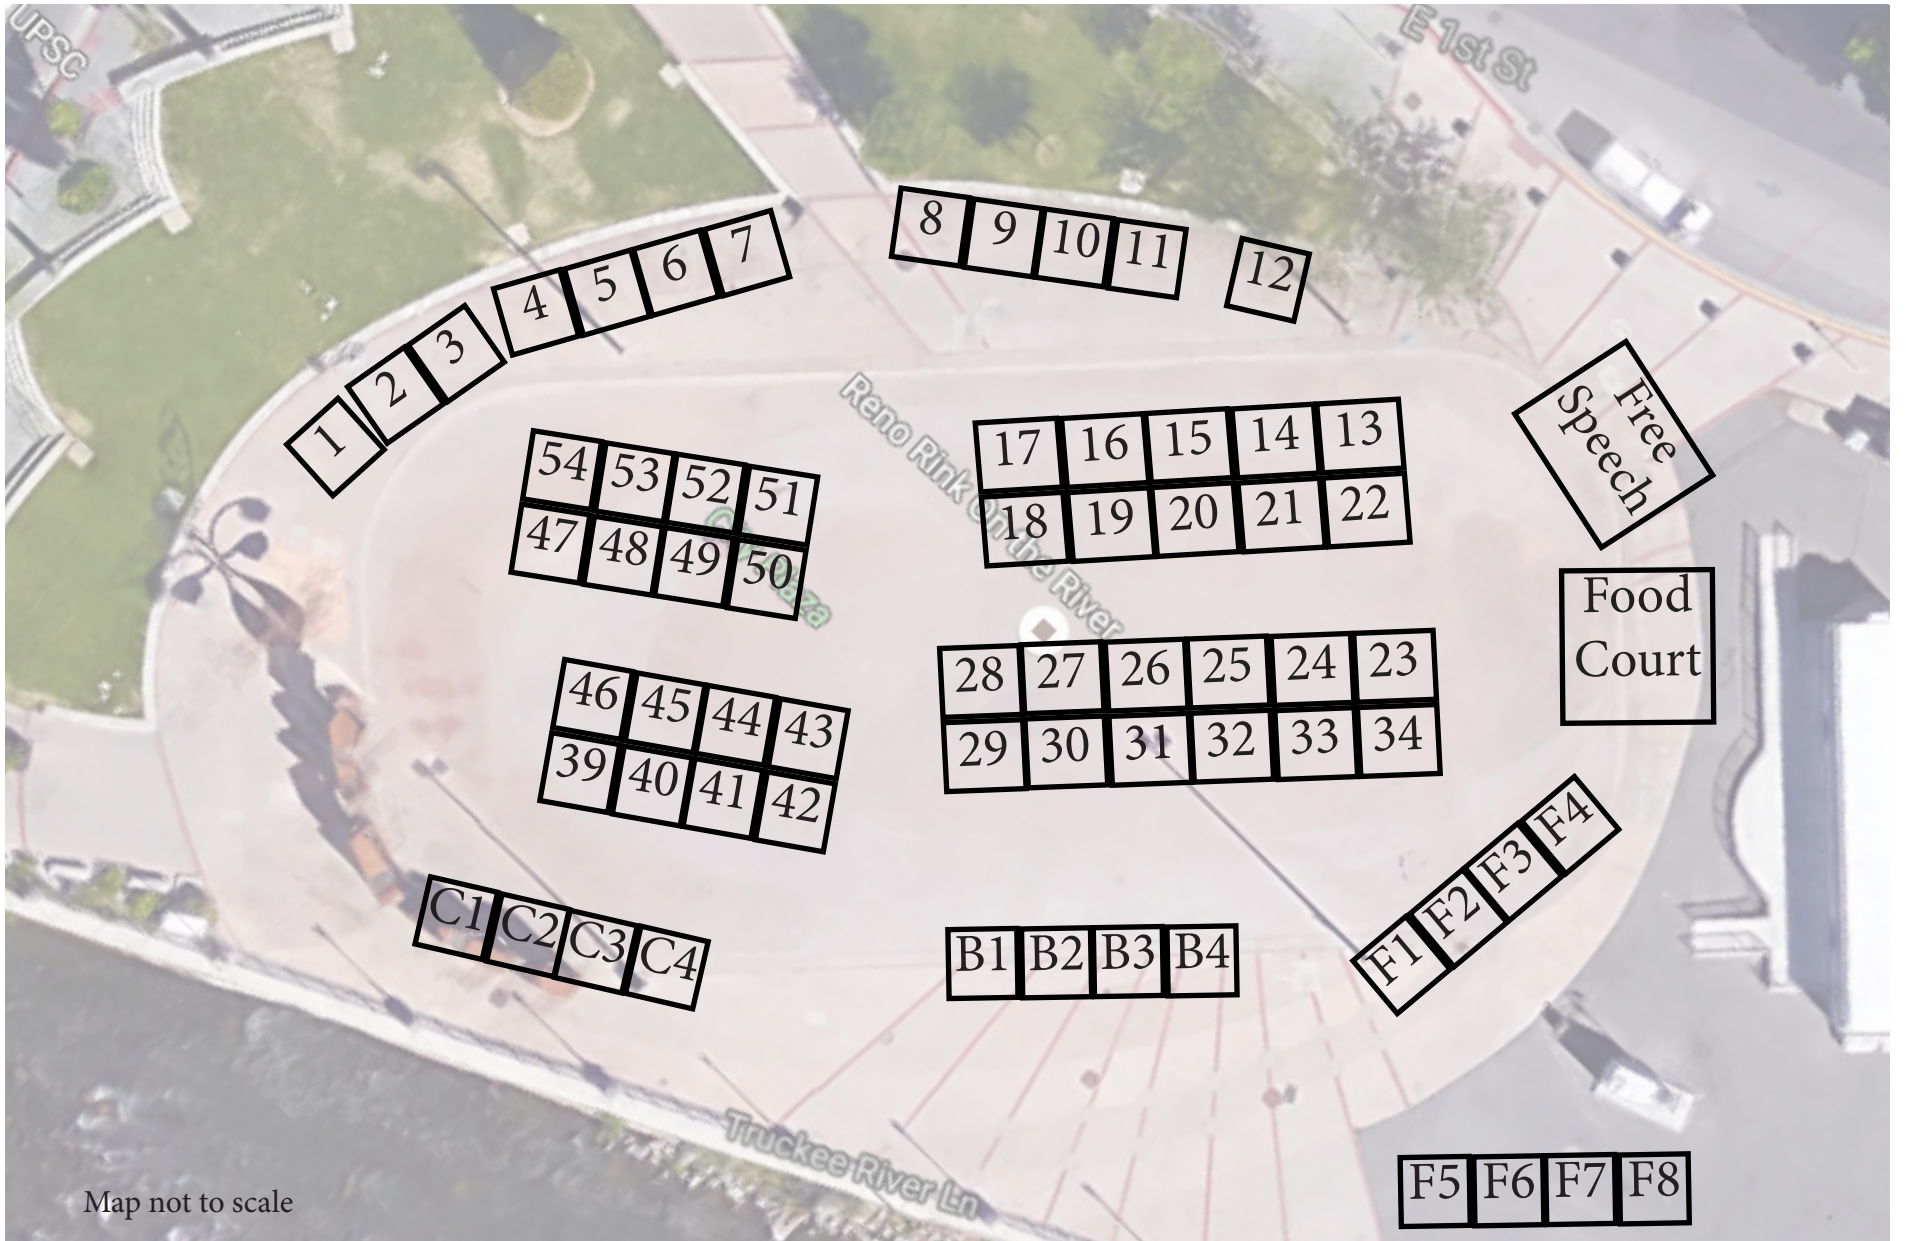 UPSC
E 1st St
8 9 10 11
12
4 5 6 7
1 2 3
Free
Speech
17 16 15 14 13
18 19 20 21 22
54 53 52 51
47 48 49 50
Reno Rink On the River
Food
Court
28 27 26 25 24 23
29 30 31 32 33 34
46 45 44 43
39 40 41 42
C1 C2 C3 C4
B1 B2 B3 B4
F1 F2 F3 F4
Truckee River Ln
F5 F6 F7 F8
Map not to scale